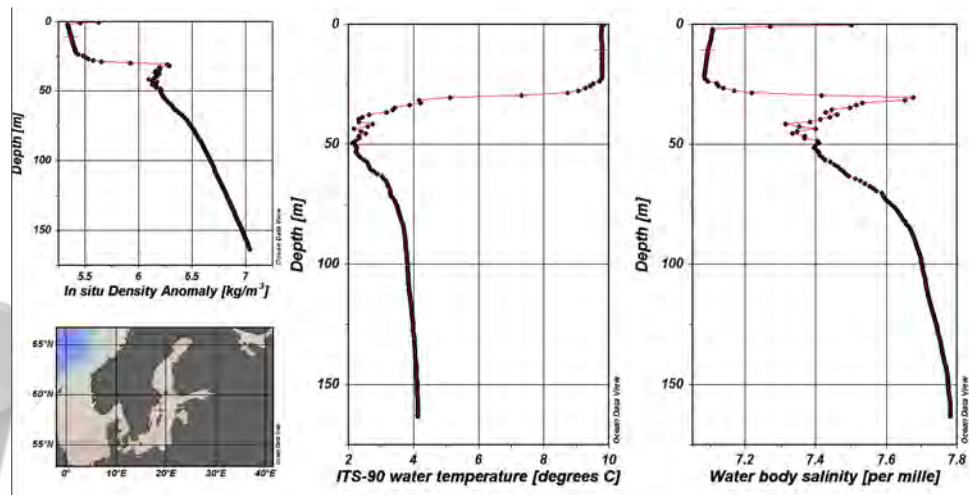 0
50
100
150
Depth [m]
5.5
6
6.5
7
In situ Density Anomaly [kg/m³]
Ocean Data View
65°N
60°N
55°N
0°
10°E
20°E
30°E
40°E
0
50
100
150
Depth [m]
2
4
6
8
10
ITS-90 water temperature [degrees C]
Ocean Data View
0
50
100
150
Depth [m]
7.2
7.4
7.6
7.8
Water body salinity [per mille]
Ocean Data View